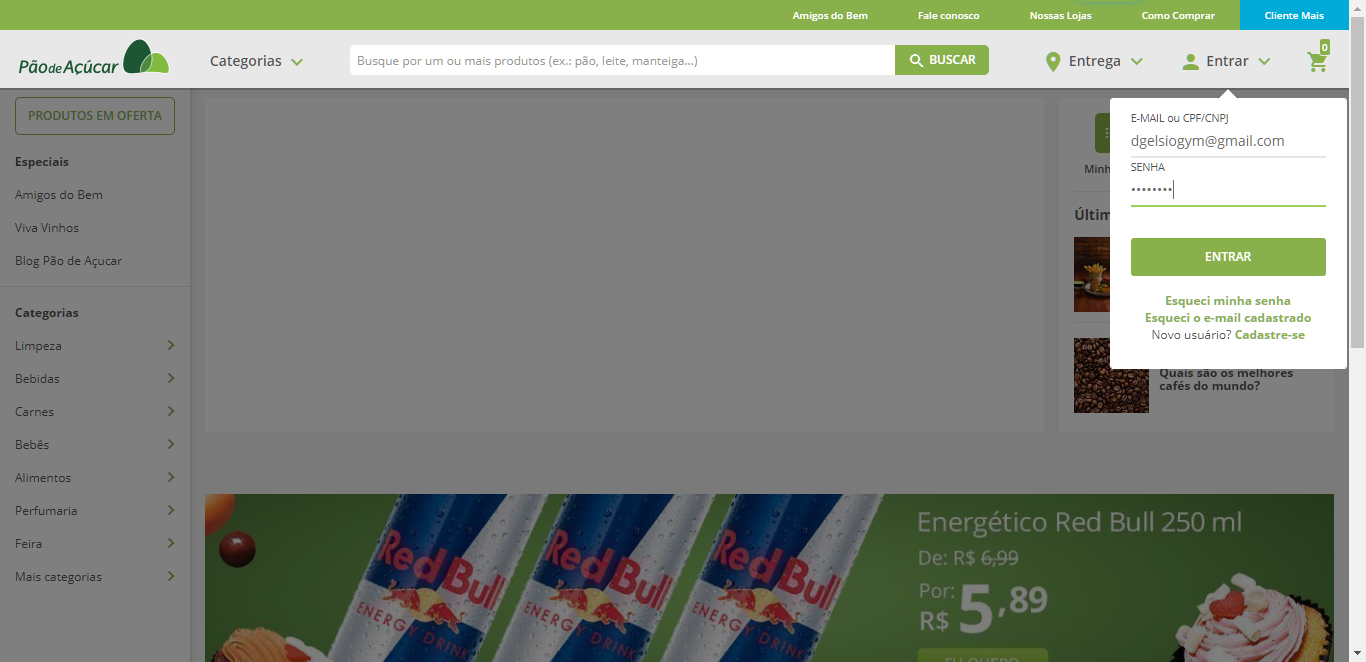 Amigos do Bem
Fale conosco
Nossas Lojas
Como Comprar
Cliente Mais
Pão de Açúcar
Categorias
Busque por um ou mais produtos (ex.: pão, leite, manteiga...)
BUSCAR
Entrega
Entrar
0
PRODUTOS EM OFERTA
Especiais
Amigos do Bem
Viva Vinhos
Blog Pão de Açucar
Categorias
Limpeza
Bebidas
Carnes
Bebês
Alimentos
Perfumaria
Feira
Mais categorias
E-MAIL ou CPF/CNPJ
dgelsiogym@gmail.com
SENHA
••••••••
ENTRAR
Esqueci minha senha
Esqueci o e-mail cadastrado
Novo usuário? Cadastre-se
Minh
Últim
Quais são os melhores
cafés do mundo?
Red Bull
ENERGY DRINK
Red Bull
ENERGY DRINK
Red Bull
ENERGY DRINK
Energético Red Bull 250 ml
De: R$ 6,99
Por:
R$ 5,89
EU QUERO